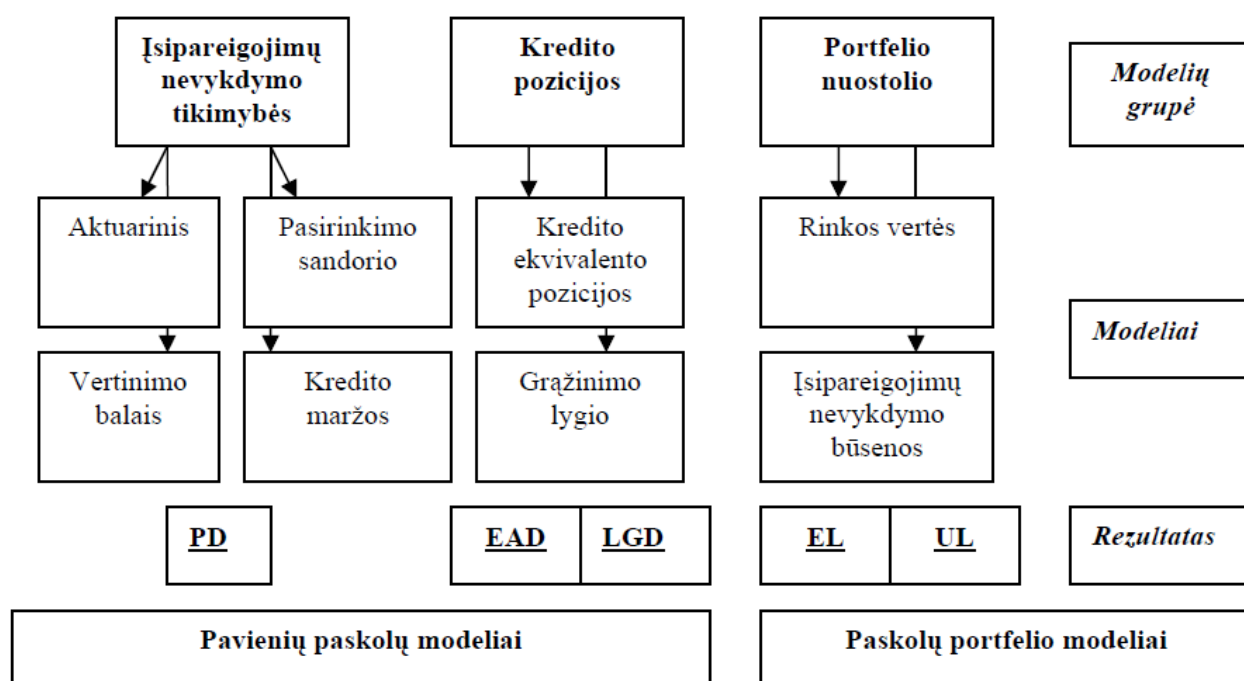 Įsipareigojimų
nevykdymo
tikimybės
Kredito
pozicijos
Portfelio
nuostolio
Modelių
grupė
Aktuarinis
Pasirinkimo
sandorio
Kredito
ekvivalento
pozicijos
Rinkos vertės
Modeliai
Vertinimo
balais
Kredito
maržos
Grąžinimo
lygio
Įsipareigojimų
nevykdymo
būsenos
PD
EAD
LGD
EL
UL
Rezultatas
Pavienių paskolų modeliai
Paskolų portfelio modeliai